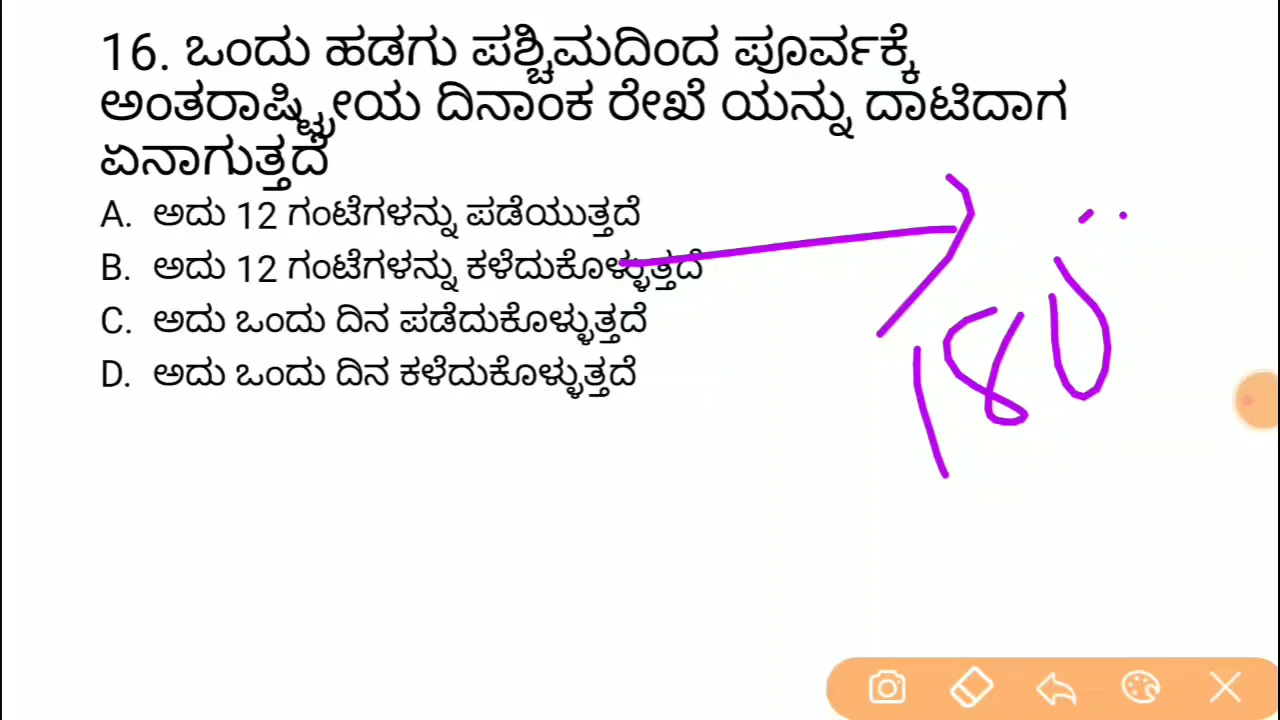 16. ಒಂದು ಹಡಗು ಪಶ್ಚಿಮದಿಂದ ಪೂರ್ವಕ್ಕೆ
ಅಂತರಾಷ್ಟ್ರೀಯ ದಿನಾಂಕ ರೇಖೆ ಯನ್ನು ದಾಟಿದಾಗ
ಏನಾಗುತ್ತದೆ
A. ಅದು 12 ಗಂಟೆಗಳನ್ನು ಪಡೆಯುತ್ತದೆ
B. ಅದು 12 ಗಂಟೆಗಳನ್ನು ಕಳೆದುಕೊಳ್ಳುತ್ತದೆ
C. ಅದು ಒಂದು ದಿನ ಪಡೆದುಕೊಳ್ಳುತ್ತದೆ
D. ಅದು ಒಂದು ದಿನ ಕಳೆದುಕೊಳ್ಳುತ್ತದೆ
180